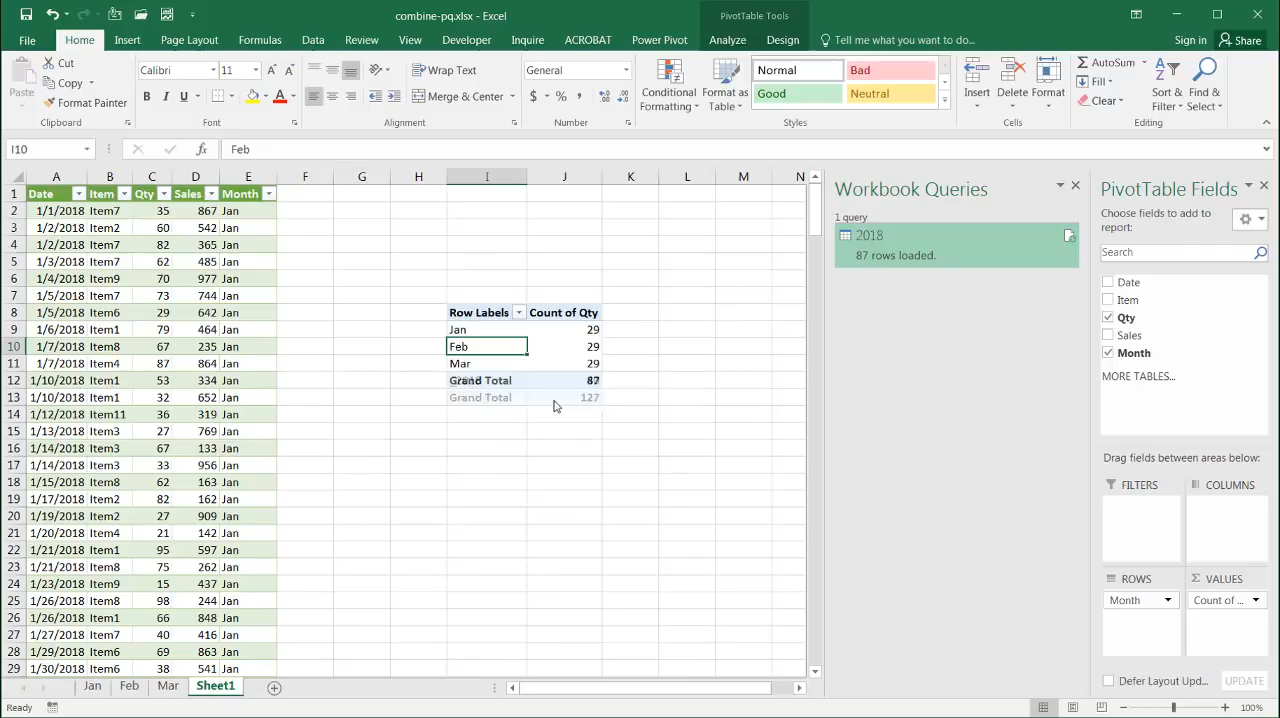 combine-pq.xlsx - Excel
PivotTable Tools
File Home Insert Page Layout Formulas Data Review View Developer Inquire ACROBAT Power Pivot Analyze Design Tell me what you want to do... Sign in Share
Paste
Cut
Copy
Format Painter
Clipboard
Calibri 11
B I U
Font
Wrap Text
Merge & Center
Alignment
General
$ % ,
Number
Conditional Formatting
Format as Table
Normal Bad
Good Neutral
Styles
Insert Delete Format
Cells
AutoSum
Fill
Clear
Sort & Filter
Find & Select
Editing
I10 fx Feb
A B C D E F G H I J K L M N
1 Date Item Qty Sales Month
2 1/1/2018 Item7 35 867 Jan
3 1/2/2018 Item2 60 542 Jan
4 1/2/2018 Item7 82 365 Jan
5 1/3/2018 Item7 62 485 Jan
6 1/4/2018 Item9 70 977 Jan
7 1/5/2018 Item7 73 744 Jan
8 1/5/2018 Item6 29 642 Jan Row Labels Count of Qty
9 1/6/2018 Item1 79 464 Jan Jan 29
10 1/7/2018 Item8 67 235 Jan Feb 29
11 1/7/2018 Item4 87 864 Jan Mar 29
12 1/10/2018 Item1 53 334 Jan Grand Total 87
13 1/10/2018 Item1 32 652 Jan Grand Total 127
14 1/12/2018 Item11 36 319 Jan
15 1/13/2018 Item3 27 769 Jan
16 1/14/2018 Item3 67 133 Jan
17 1/14/2018 Item3 33 956 Jan
18 1/15/2018 Item8 62 163 Jan
19 1/17/2018 Item2 82 162 Jan
20 1/19/2018 Item2 27 909 Jan
21 1/20/2018 Item4 21 142 Jan
22 1/21/2018 Item1 95 597 Jan
23 1/21/2018 Item8 75 262 Jan
24 1/23/2018 Item9 15 437 Jan
25 1/26/2018 Item8 98 244 Jan
26 1/26/2018 Item1 66 848 Jan
27 1/27/2018 Item7 40 416 Jan
28 1/29/2018 Item6 69 863 Jan
29 1/30/2018 Item6 38 541 Jan
Jan Feb Mar Sheet1
Ready
100%
Workbook Queries
1 query
2018
87 rows loaded.
PivotTable Fields
Choose fields to add to
report:
Search
Date
Item
Qty
Sales
Month
MORE TABLES...
Drag fields between areas below:
FILTERS COLUMNS
ROWS VALUES
Month Count of ...
Defer Layout Upd... UPDATE